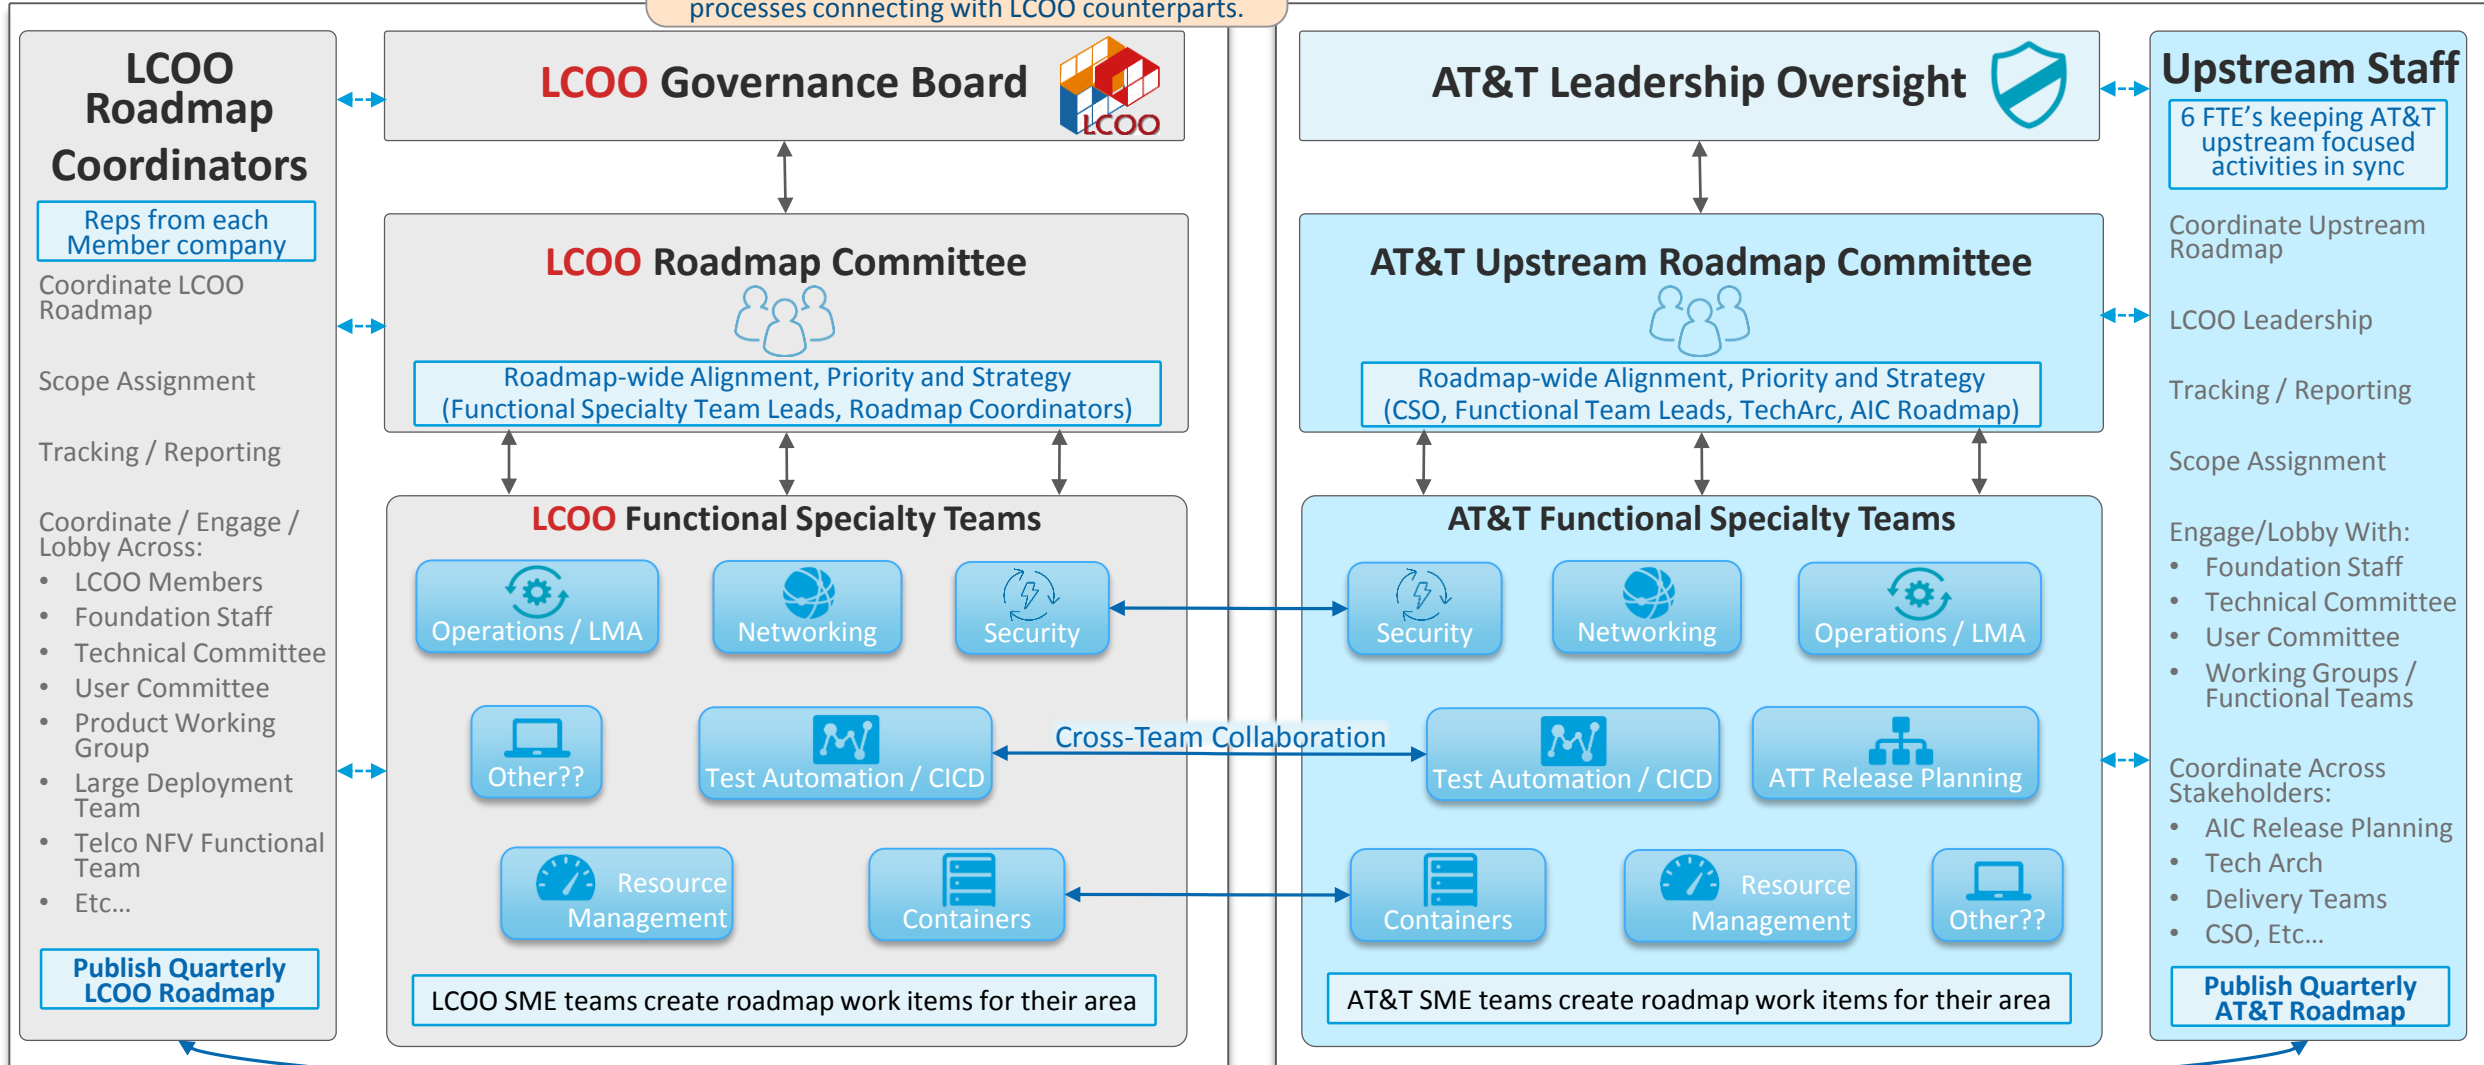 processes connecting with LCOO counterparts.
LCOO
Roadmap
Coordinators
Reps from each
Member company
Coordinate LCOO
Roadmap
Scope Assignment
Tracking / Reporting
Coordinate / Engage /
Lobby Across:
• LCOO Members
• Foundation Staff
• Technical Committee
• User Committee
• Product Working
Group
• Large Deployment
Team
• Telco NFV Functional
Team
• Etc...
Publish Quarterly
LCOO Roadmap
LCOO Governance Board
LCOO
LCOO Roadmap Committee
Roadmap-wide Alignment, Priority and Strategy
(Functional Specialty Team Leads, Roadmap Coordinators)
LCOO Functional Specialty Teams
Operations / LMA
Networking
Security
Other??
Test Automation / CICD
Resource
Management
Containers
LCOO SME teams create roadmap work items for their area
Cross-Team Collaboration
AT&T Leadership Oversight
AT&T Upstream Roadmap Committee
Roadmap-wide Alignment, Priority and Strategy
(CSO, Functional Team Leads, TechArc, AIC Roadmap)
AT&T Functional Specialty Teams
Security
Networking
Operations / LMA
Test Automation / CICD
ATT Release Planning
Containers
Resource
Management
Other??
AT&T SME teams create roadmap work items for their area
Upstream Staff
6 FTE's keeping AT&T
upstream focused
activities in sync
Coordinate Upstream
Roadmap
LCOO Leadership
Tracking / Reporting
Scope Assignment
Engage/Lobby With:
• Foundation Staff
• Technical Committee
• User Committee
• Working Groups /
Functional Teams
Coordinate Across
Stakeholders:
• AIC Release Planning
• Tech Arch
• Delivery Teams
• CSO, Etc...
Publish Quarterly
AT&T Roadmap